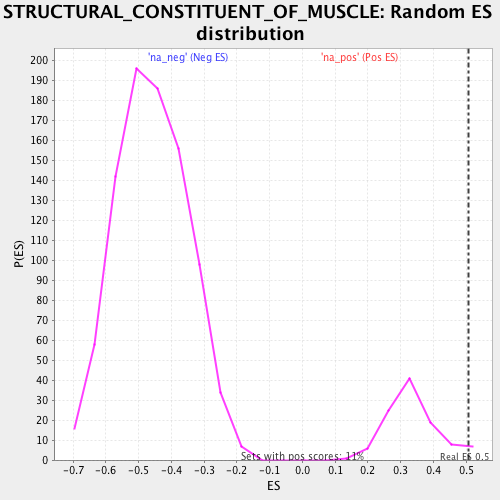 STRUCTURAL_CONSTITUENT_OF_MUSCLE: Random ES
distribution
'na_neg' (Neg ES) 'na_pos' (Pos ES)
200
190
180
170
160
150
140
130
120
110
100
90
80
70
60
50
40
30
20
10
0
P(ES)
Sets with pos scores: 11%
Real ES 0.5
-0.7 -0.6 -0.5 -0.4 -0.3 -0.2 -0.1 0.0 0.1 0.2 0.3 0.4 0.5
ES